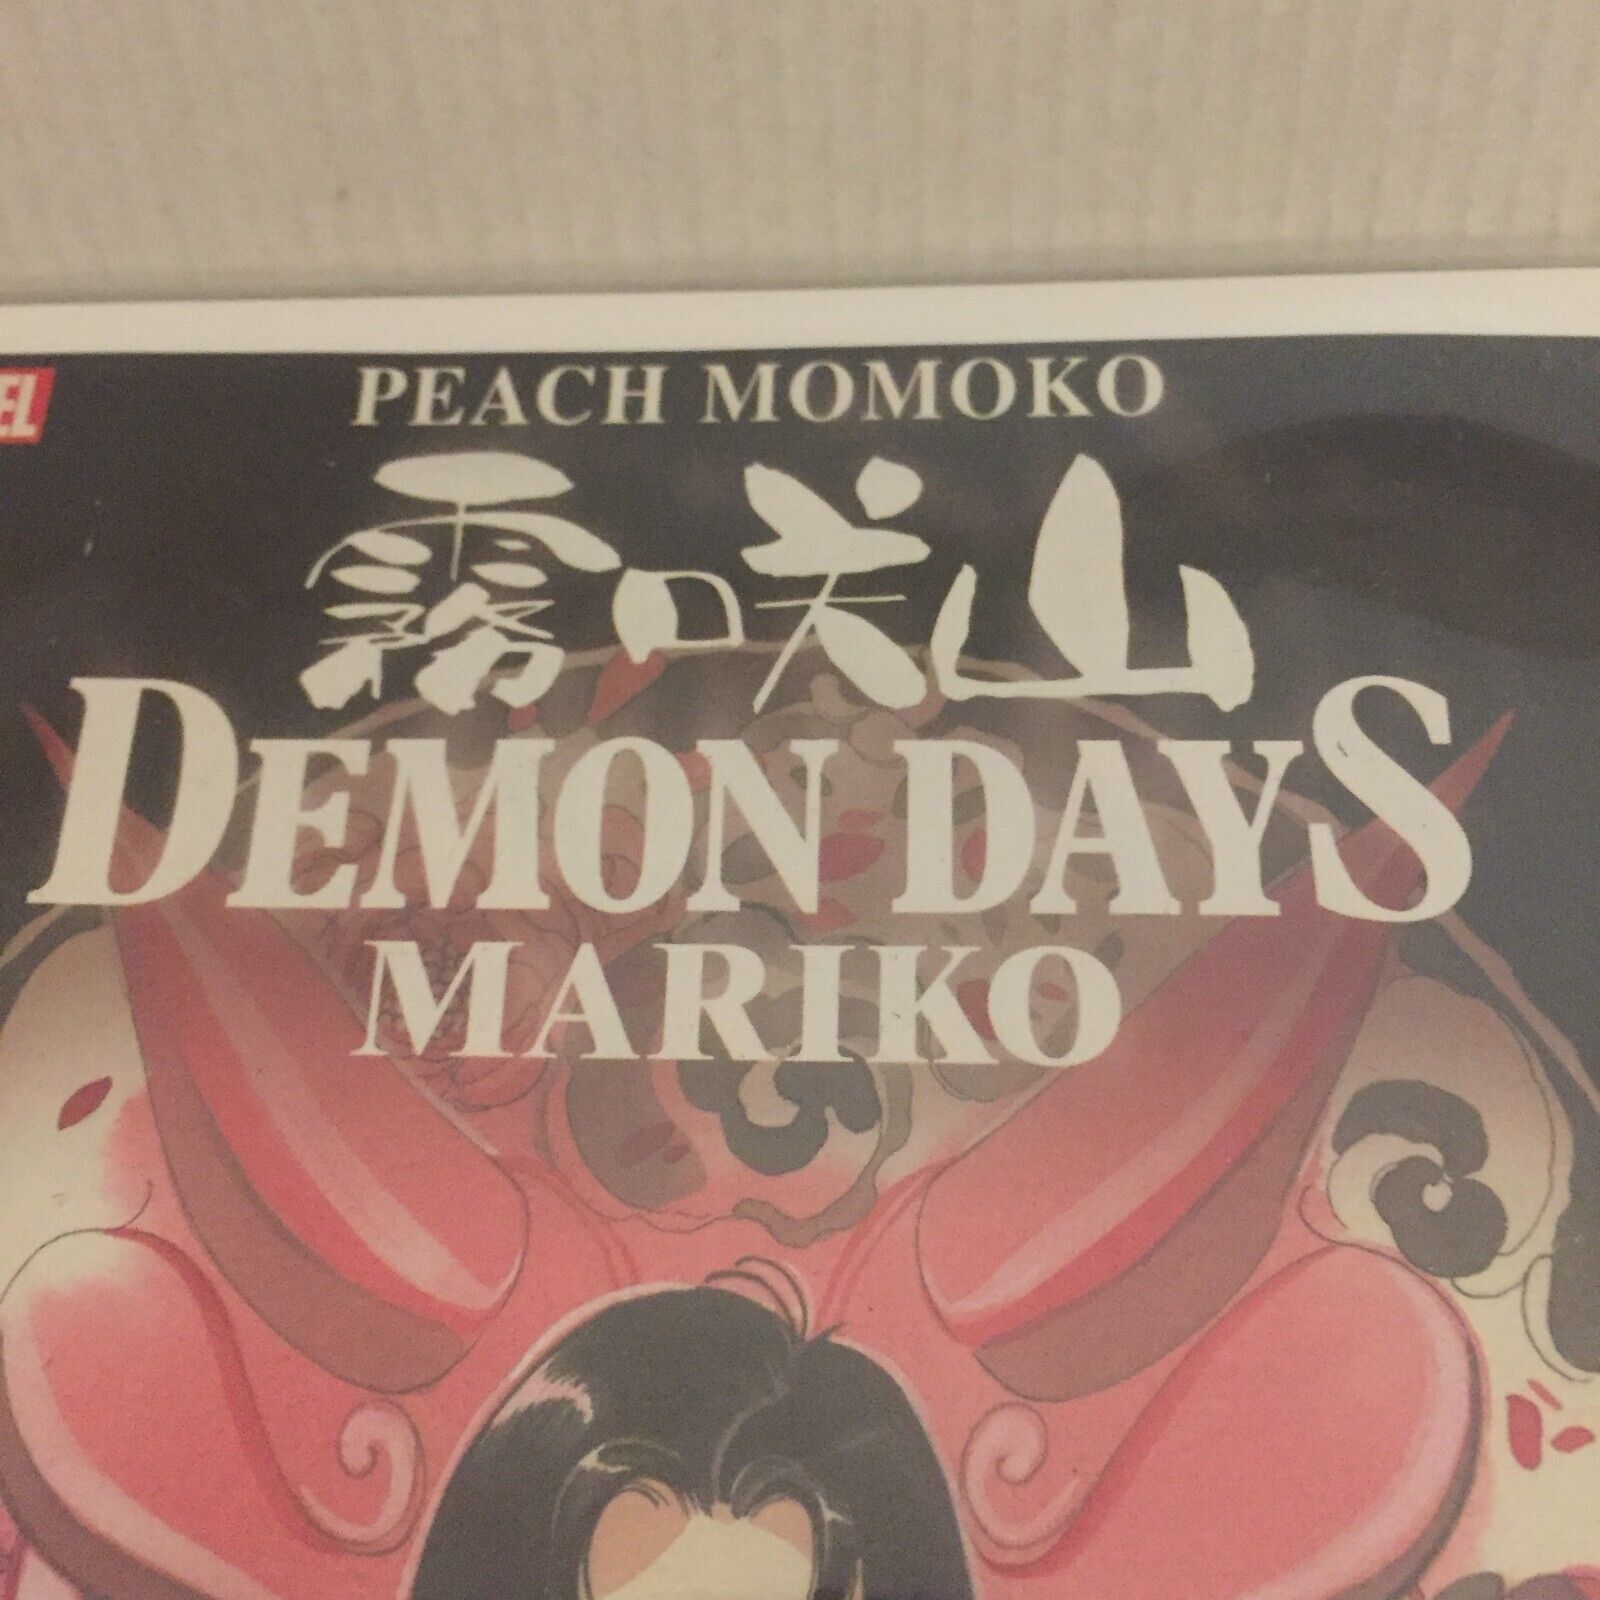 EL
PEACH MOMOKO
霧咲山
DEMON DAYS
MARIKO